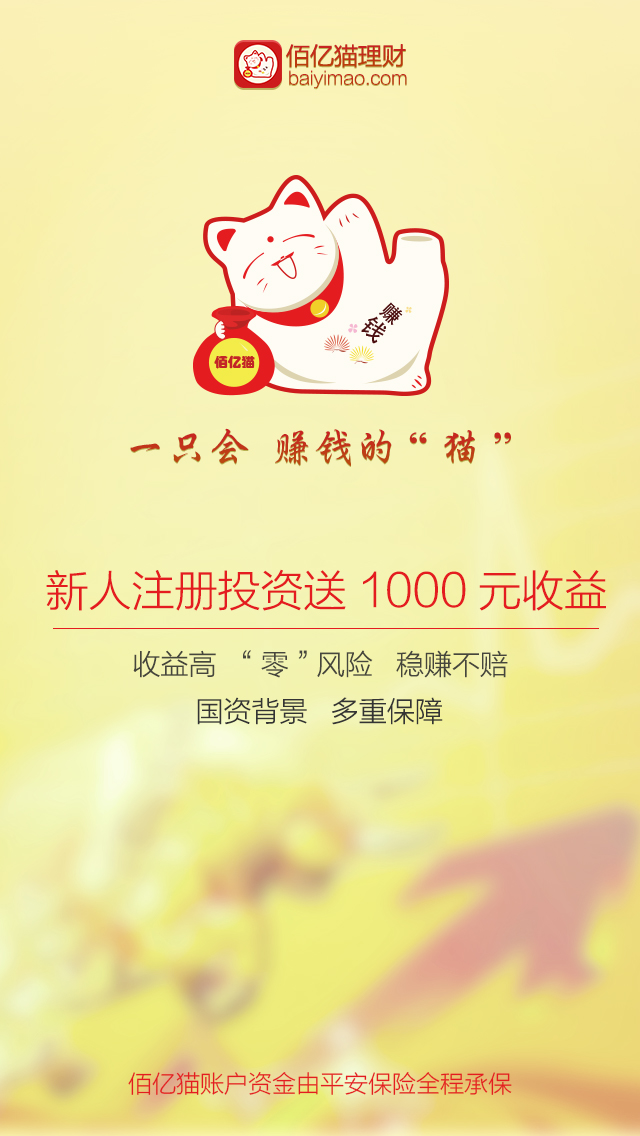 佰亿猫理财
baiyimao.com
赚钱
佰亿猫
一只会 赚钱的“猫”
新人注册投资送 1000 元收益
收益高 “零”风险 稳赚不赔
国资背景 多重保障
佰亿猫账户资金由平安保险全程承保